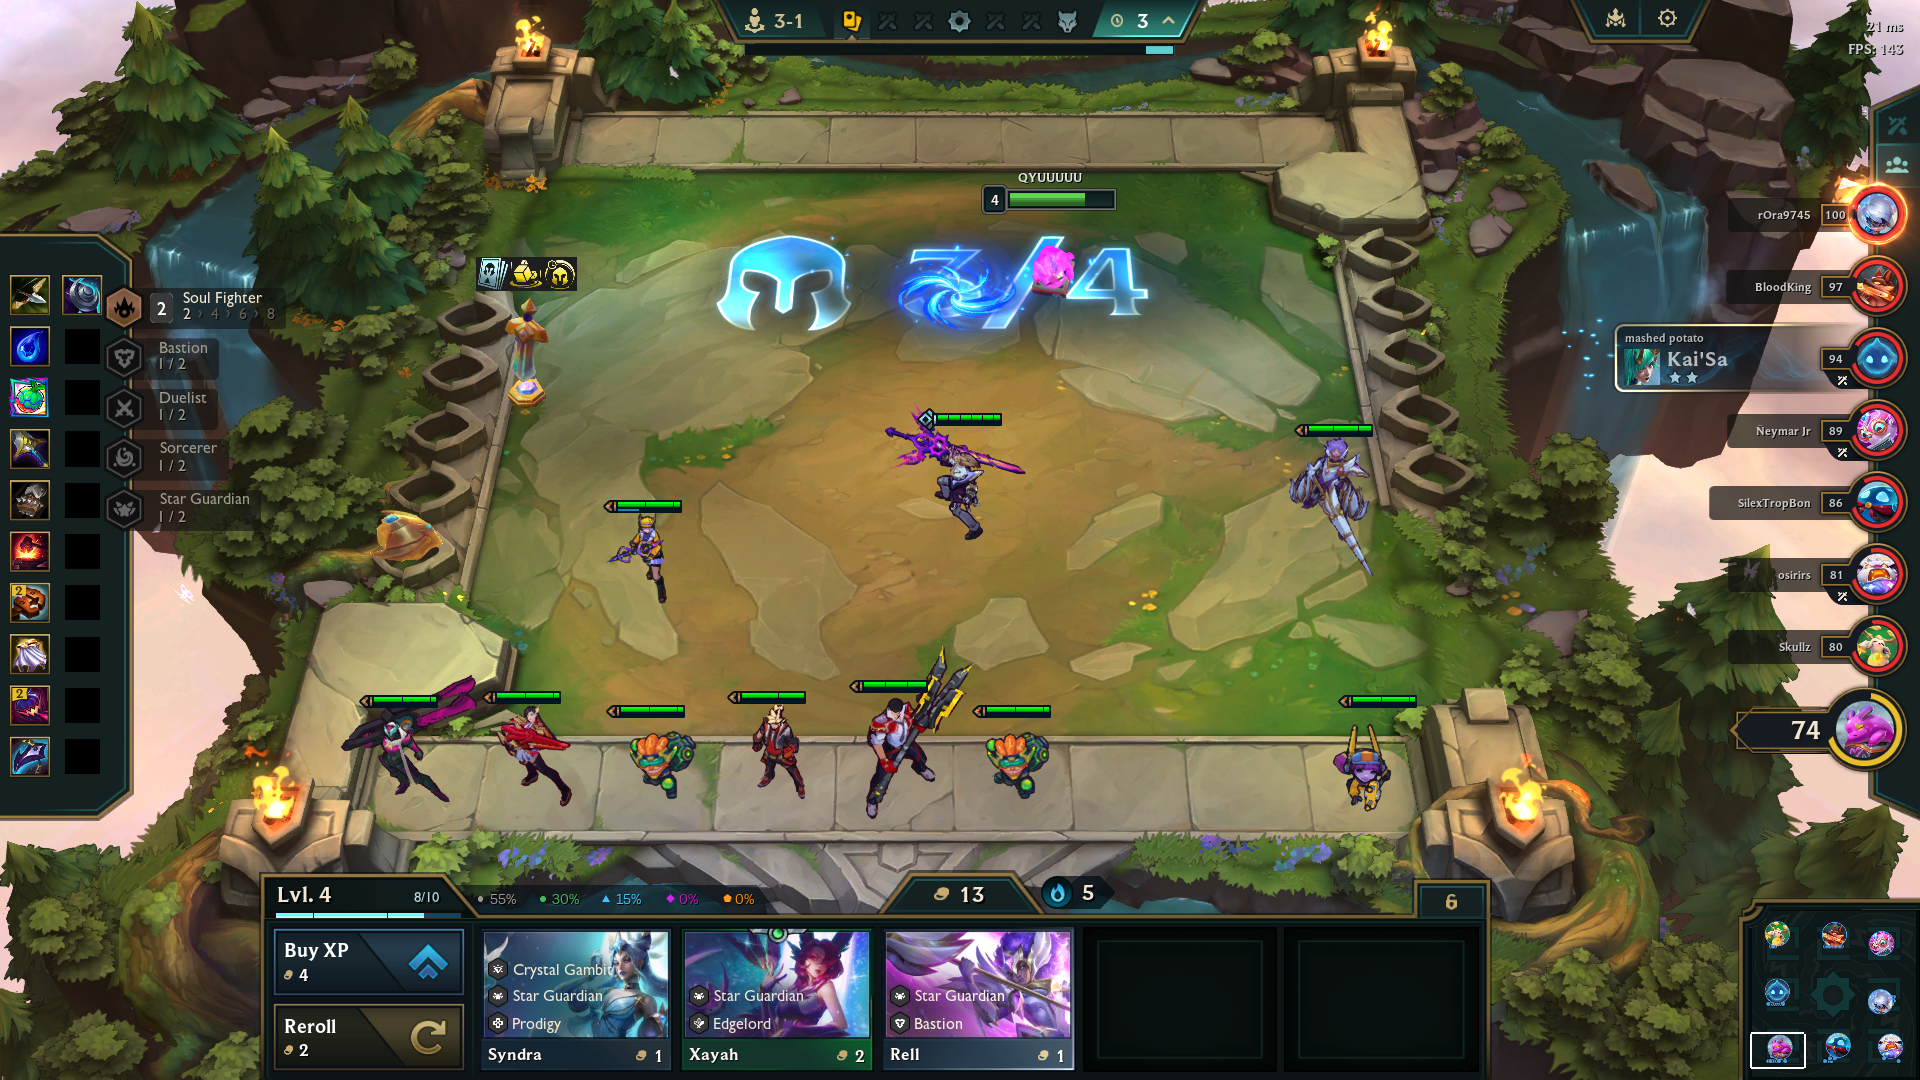 3-1
3
21 ms
FPS: 143
QYUUUUU
4
3/4
rOra9745 100
BloodKing 97
mashed potato
Kai'Sa
94
Neymar Jr 89
SilexTropBon 86
osirirs 81
Skullz 80
74
2 Soul Fighter
2 › 4 › 6 › 8
Bastion
1 / 2
Duelist
1 / 2
Sorcerer
1 / 2
Star Guardian
1 / 2
2
2
Lvl. 4 8/10
55% 30% 15% 0% 0%
13
5
6
Buy XP
4
Reroll
2
Crystal Gambit
Star Guardian
Prodigy
Syndra 1
Star Guardian
Edgelord
Xayah 2
Star Guardian
Bastion
Rell 1